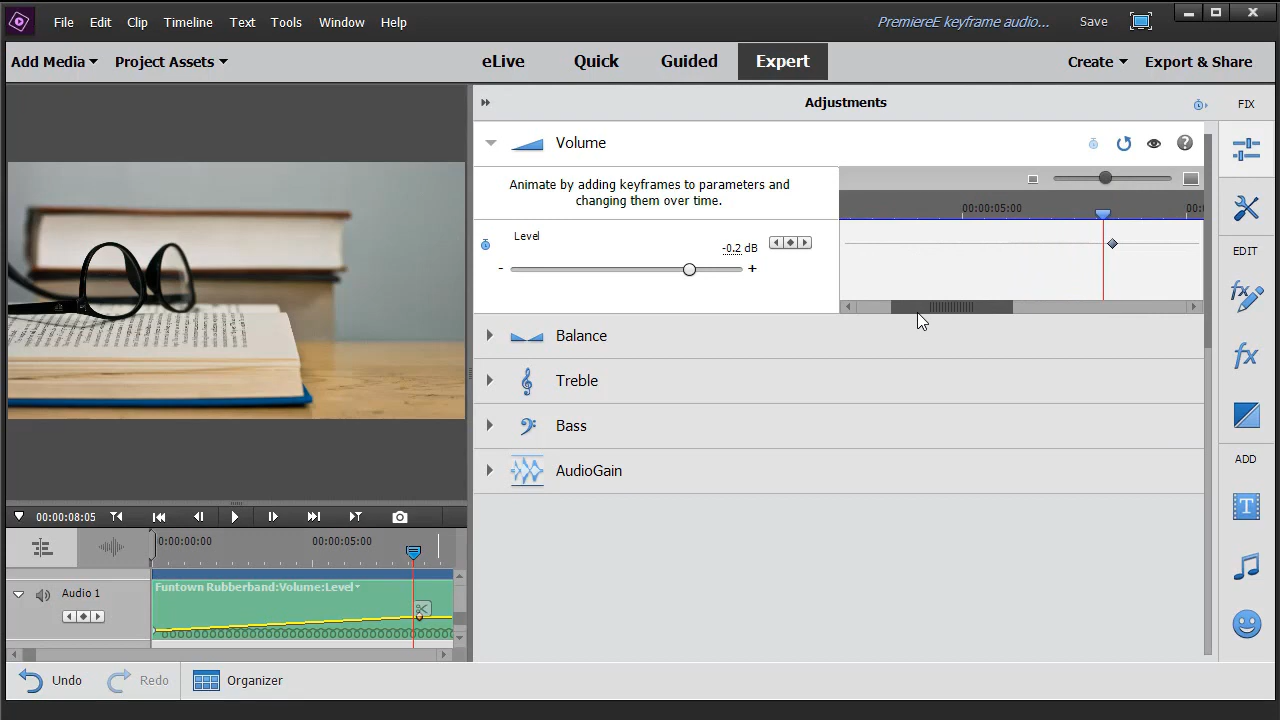 File Edit Clip Timeline Text Tools Window Help PremiereE keyframe audio... Save
Add Media Project Assets eLive Quick Guided Expert Create Export & Share
Adjustments FIX
Volume
Animate by adding keyframes to parameters and
changing them over time.
00:00:05:00 00:0
Level
-0.2 dB
- +
Balance
EDIT
Treble
Bass
AudioGain
ADD
00:00:08:05
0:00:00:00 00:00:05:00
Funtown Rubberband:Volume:Level
Audio 1
Undo Redo Organizer